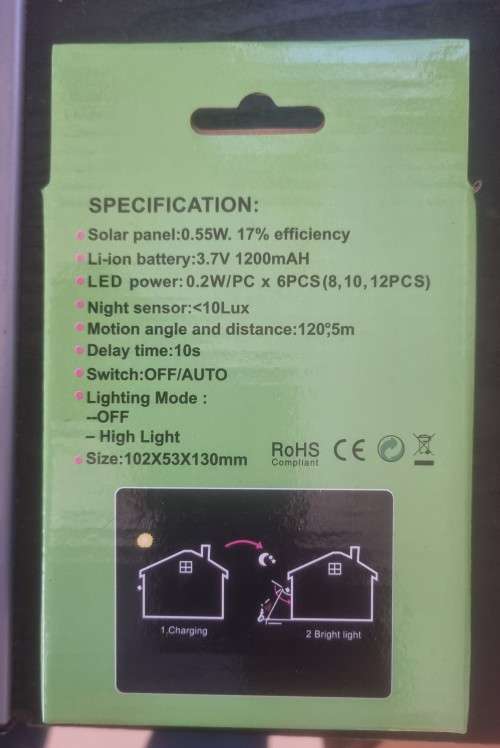 SPECIFICATION:
Solar panel:0.55W. 17% efficiency
Li-ion battery:3.7V 1200mAH
LED power:0.2W/PC x 6PCS(8,10,12PCS)
Night sensor:<10Lux
Motion angle and distance:120°,5m
Delay time:10s
Switch:OFF/AUTO
Lighting Mode :
--OFF
– High Light
Size:102X53X130mm
RoHS
Compliant
CE
1.Charging
2 Bright light